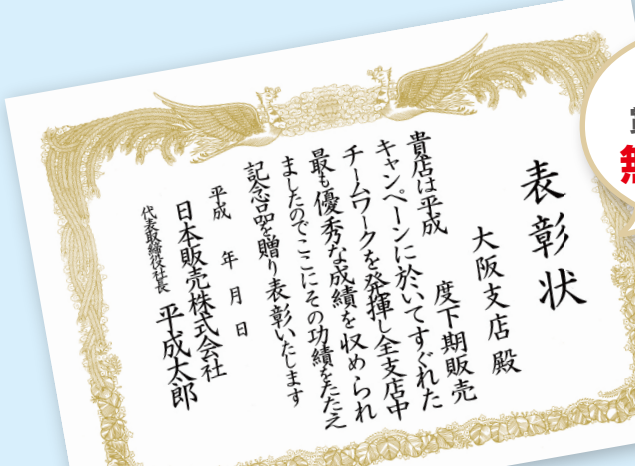 表彰状
大阪支店殿
貴店は平成　度下期販売
キャンペーンに於いてすぐれた
チームワークを発揮し全支店中
最も優秀な成績を収められ
ましたのでここにその功績をたたえ
記念品を贈り表彰いたします
平成　年　月　日
日本販売株式会社
代表取締役社長　平成太郎
無